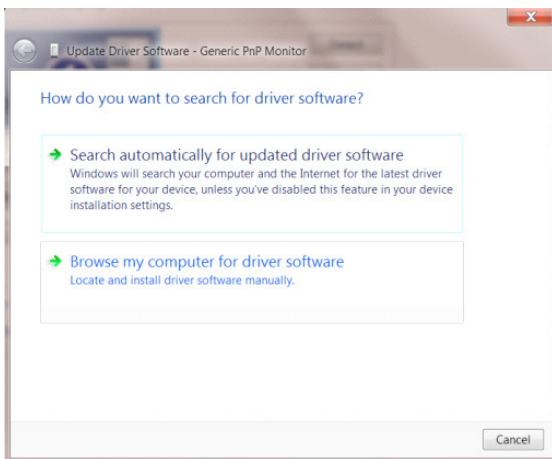 Update Driver Software - Generic PnP Monitor
How do you want to search for driver software?
Search automatically for updated driver software
Windows will search your computer and the Internet for the latest driver
software for your device, unless you've disabled this feature in your device
installation settings.
Browse my computer for driver software
Locate and install driver software manually.
Cancel